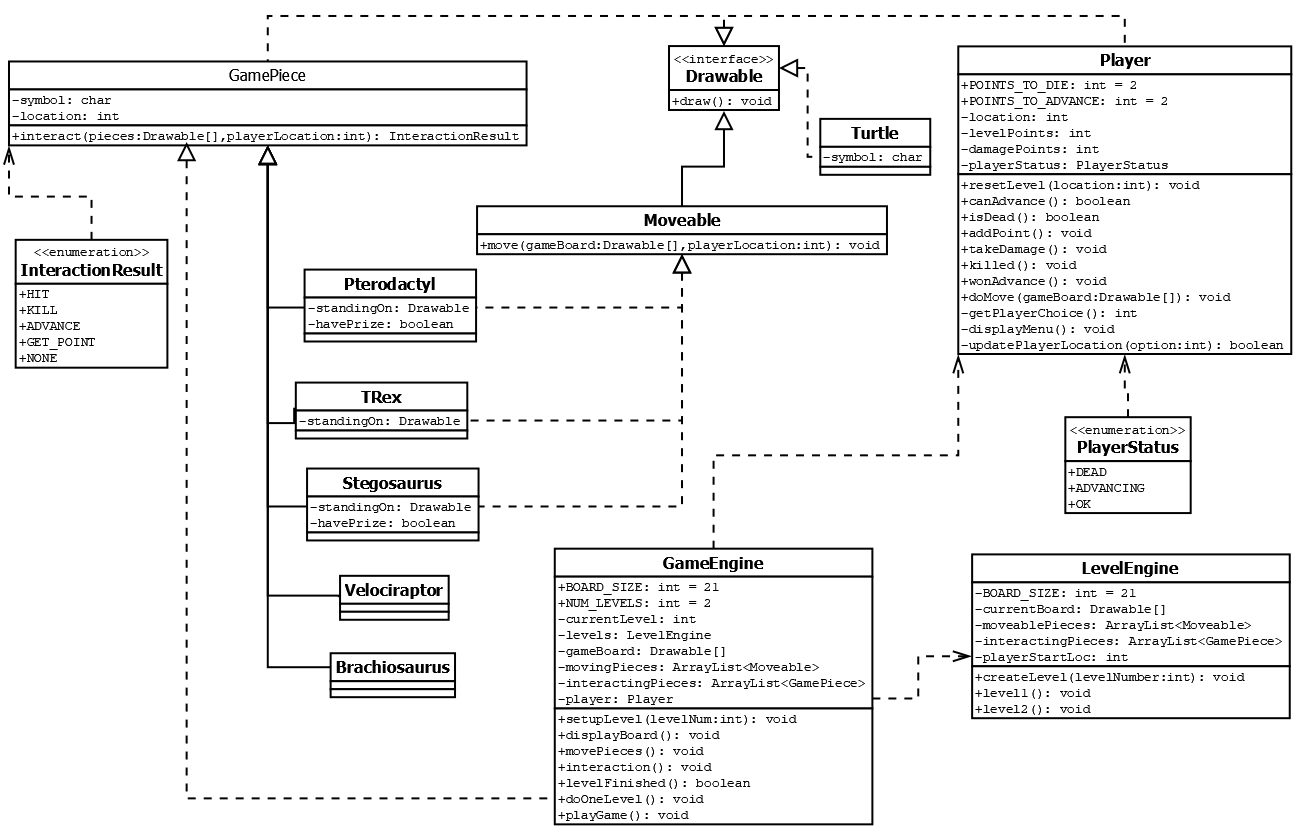 GamePiece
-symbol: char
-location: int
+interact(pieces:Drawable[],playerLocation:int): InteractionResult
<<interface>>
Drawable
+draw(): void
Turtle
-symbol: char
Player
+POINTS_TO_DIE: int = 2
+POINTS_TO_ADVANCE: int = 2
-location: int
-levelPoints: int
-damagePoints: int
-playerStatus: PlayerStatus
+resetLevel(location:int): void
+canAdvance(): boolean
+isDead(): boolean
+addPoint(): void
+takeDamage(): void
+killed(): void
+wonAdvance(): void
+doMove(gameBoard:Drawable[]): void
-getPlayerChoice(): int
-displayMenu(): void
-updatePlayerLocation(option:int): boolean
Moveable
+move(gameBoard:Drawable[],playerLocation:int): void
<<enumeration>>
InteractionResult
+HIT
+KILL
+ADVANCE
+GET_POINT
+NONE
Pterodactyl
-standingOn: Drawable
-havePrize: boolean
TRex
-standingOn: Drawable
Stegosaurus
-standingOn: Drawable
-havePrize: boolean
Velociraptor
Brachiosaurus
<<enumeration>>
PlayerStatus
+DEAD
+ADVANCING
+OK
GameEngine
+BOARD_SIZE: int = 21
+NUM_LEVELS: int = 2
-currentLevel: int
-levels: LevelEngine
-gameBoard: Drawable[]
-movingPieces: ArrayList<Moveable>
-interactingPieces: ArrayList<GamePiece>
-player: Player
+setupLevel(levelNum:int): void
+displayBoard(): void
+movePieces(): void
+interaction(): void
+levelFinished(): boolean
+doOneLevel(): void
+playGame(): void
LevelEngine
-BOARD_SIZE: int = 21
-currentBoard: Drawable[]
-moveablePieces: ArrayList<Moveable>
-interactingPieces: ArrayList<GamePiece>
-playerStartLoc: int
+createLevel(levelNumber:int): void
+level1(): void
+level2(): void